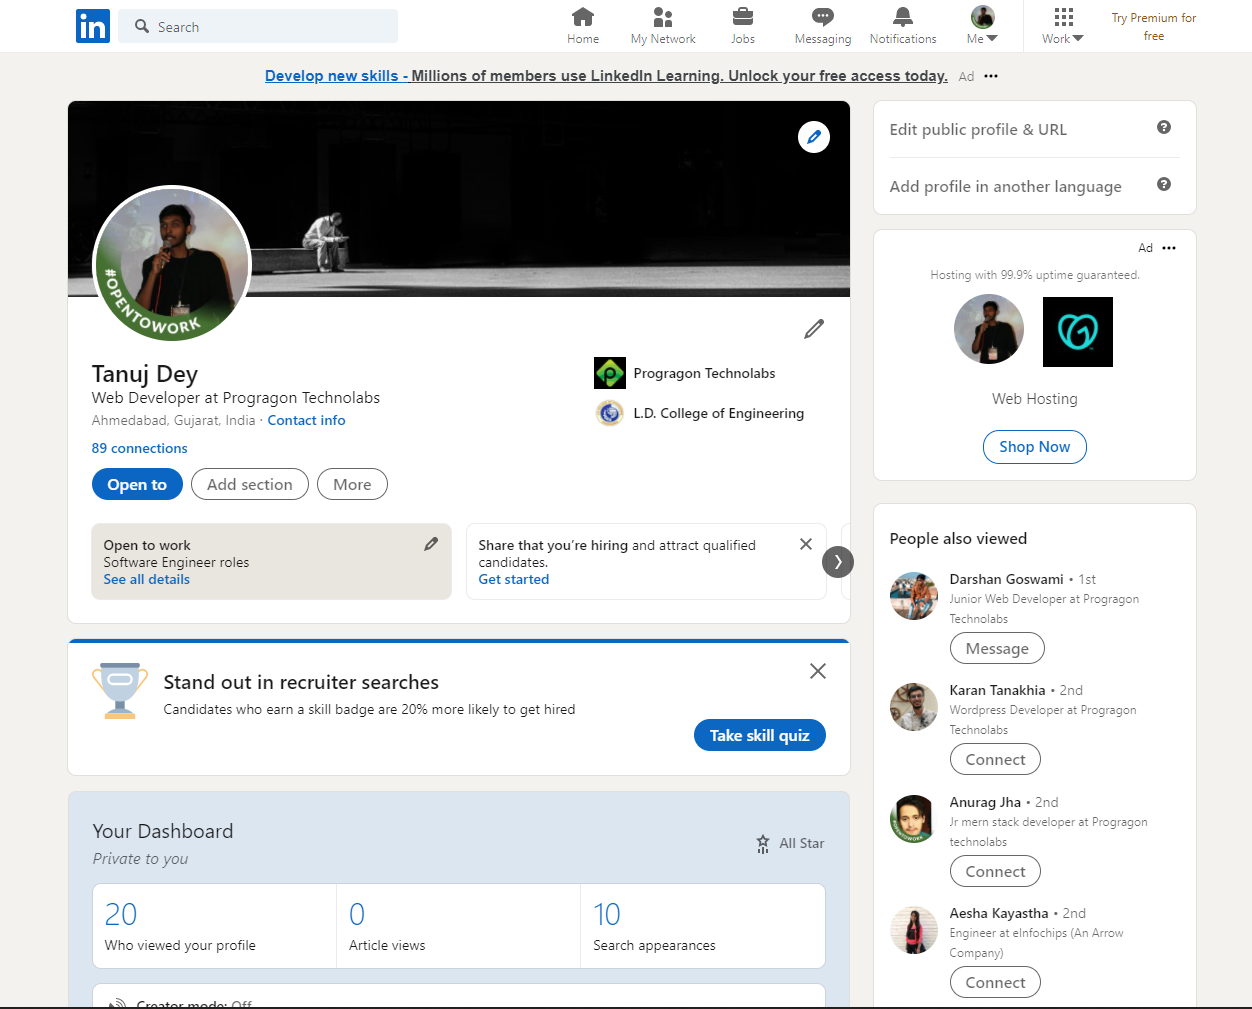 in
Search
Home
My Network
Jobs
Messaging
Notifications
Me
Work
Try Premium for
free
Develop new skills - Millions of members use LinkedIn Learning. Unlock your free access today.
Ad
#OPENTOWORK
Tanuj Dey
Web Developer at Progragon Technolabs
Ahmedabad, Gujarat, India · Contact info
89 connections
Progragon Technolabs
L.D. College of Engineering
Open to
Add section
More
Open to work
Software Engineer roles
See all details
Share that you're hiring and attract qualified
candidates.
Get started
Stand out in recruiter searches
Candidates who earn a skill badge are 20% more likely to get hired
Take skill quiz
Your Dashboard
Private to you
All Star
20
Who viewed your profile
0
Article views
10
Search appearances
Creator mode: Off
Edit public profile & URL
Add profile in another language
Ad
Hosting with 99.9% uptime guaranteed.
Web Hosting
Shop Now
People also viewed
Darshan Goswami • 1st
Junior Web Developer at Progragon
Technolabs
Message
Karan Tanakhia • 2nd
Wordpress Developer at Progragon
Technolabs
Connect
Anurag Jha • 2nd
Jr mern stack developer at Progragon
technolabs
Connect
Aesha Kayastha • 2nd
Engineer at eInfochips (An Arrow
Company)
Connect